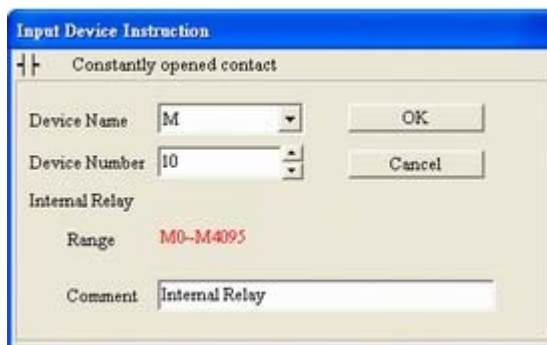 Input Device Instruction
Constantly opened contact
Device Name M OK
Device Number 10 Cancel
Internal Relay
Range M0~M4095
Comment Internal Relay